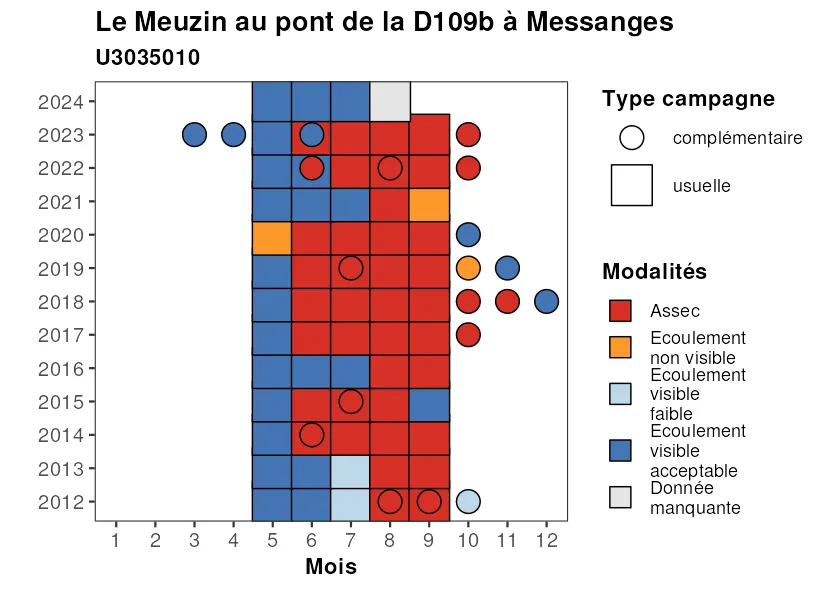 Le Meuzin au pont de la D109b à Messanges
U3035010
2024
2023
2022
2021
2020
2019
2018
2017
2016
2015
2014
2013
2012
1 2 3 4 5 6 7 8 9 10 11 12
Mois
Type campagne
complémentaire
usuelle
Modalités
Assec
Ecoulement
non visible
Ecoulement
visible
faible
Ecoulement
visible
acceptable
Donnée
manquante